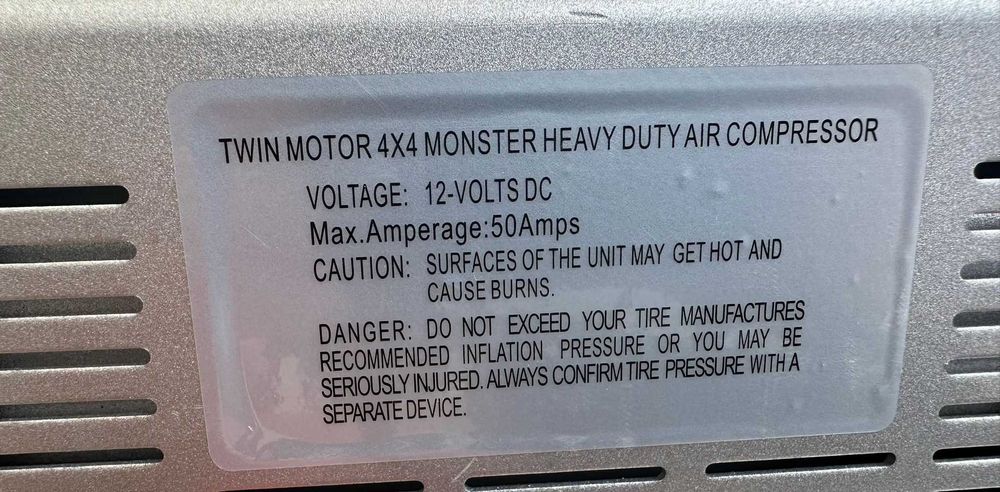 TWIN MOTOR 4X4 MONSTER HEAVY DUTY AIR COMPRESSOR
VOLTAGE: 12-VOLTS DC
Max.Amperage:50Amps
CAUTION: SURFACES OF THE UNIT MAY GET HOT AND
CAUSE BURNS.
DANGER: DO NOT EXCEED YOUR TIRE MANUFACTURES
RECOMMENDED INFLATION PRESSURE OR YOU MAY BE
SERIOUSLY INJURED. ALWAYS CONFIRM TIRE PRESSURE WITH A
SEPARATE DEVICE.